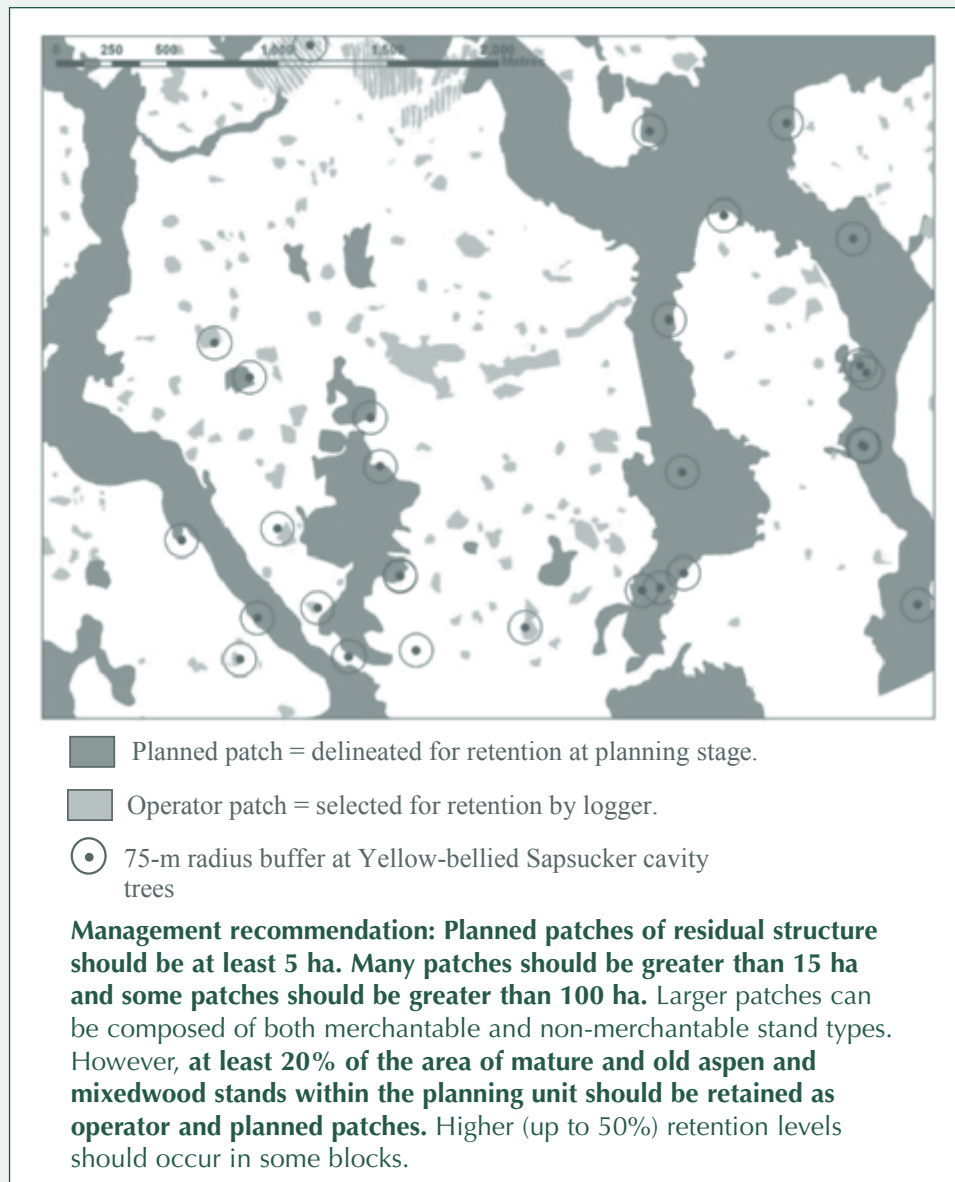 0 250 500 1,000 1,500 2,000
Metres
Planned patch = delineated for retention at planning stage.
Operator patch = selected for retention by logger.
75-m radius buffer at Yellow-bellied Sapsucker cavity
trees
Management recommendation: Planned patches of residual structure
should be at least 5 ha. Many patches should be greater than 15 ha
and some patches should be greater than 100 ha. Larger patches can
be composed of both merchantable and non-merchantable stand types.
However, at least 20% of the area of mature and old aspen and
mixedwood stands within the planning unit should be retained as
operator and planned patches. Higher (up to 50%) retention levels
should occur in some blocks.